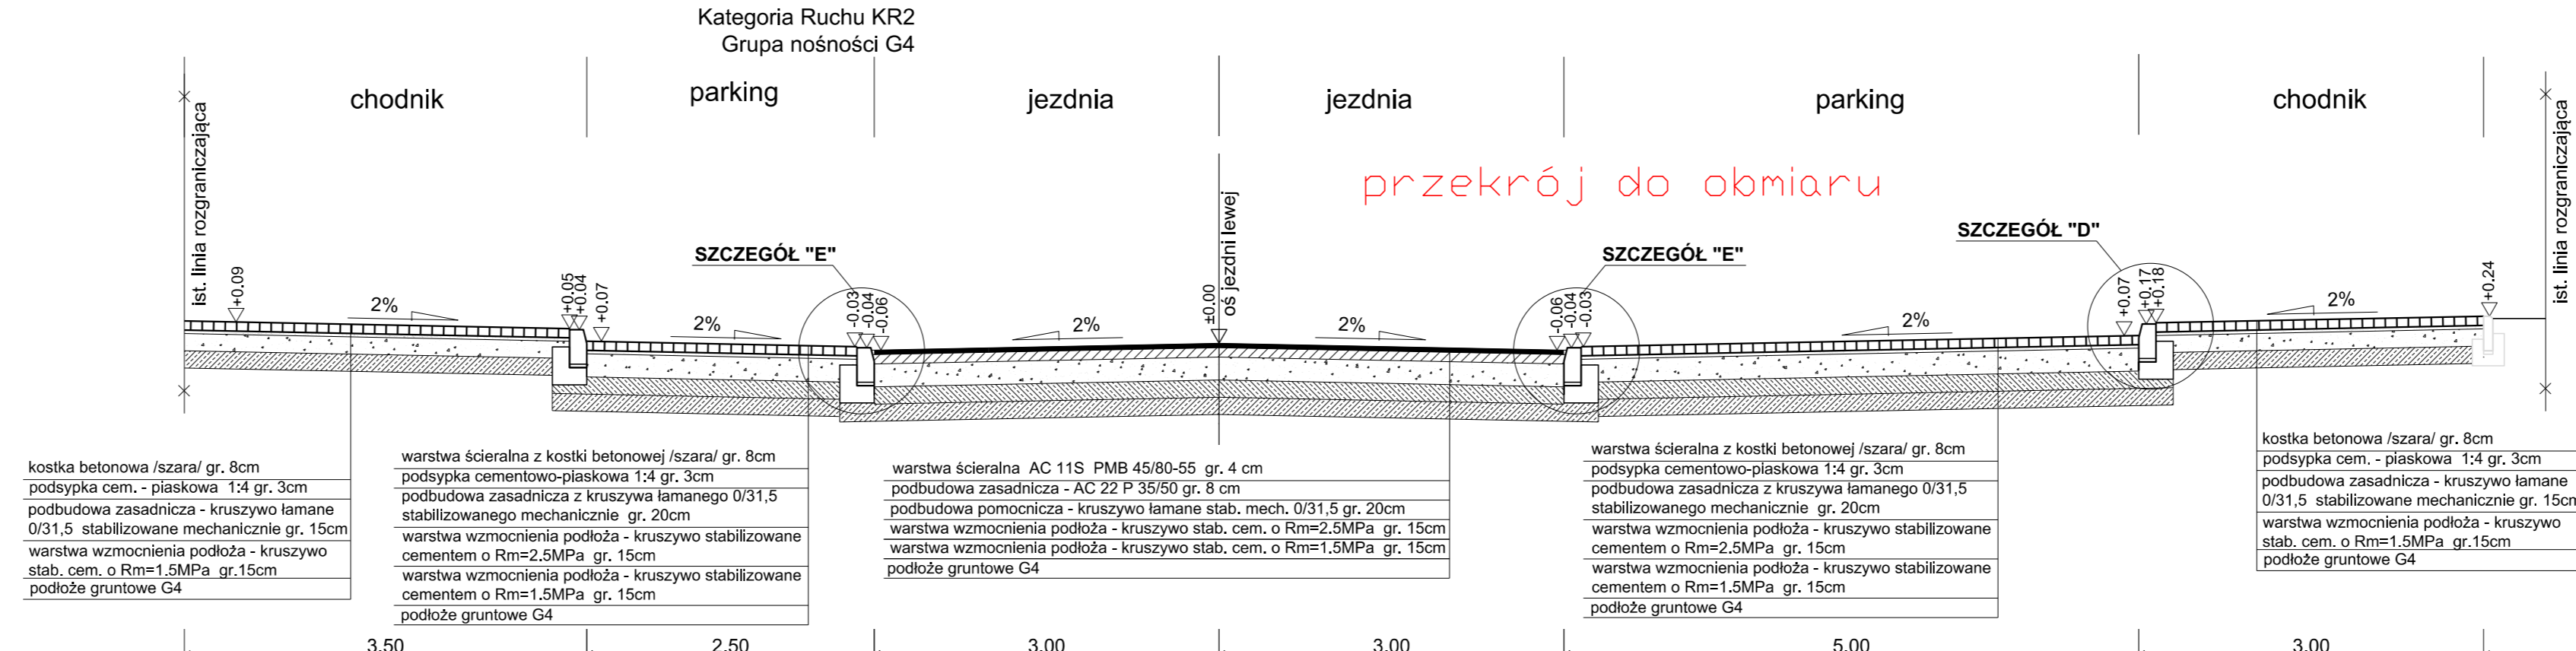 Kategoria Ruchu KR2
Grupa nośności G4
chodnik
parking
jezdnia
jezdnia
parking
chodnik
ist. linia rozgraniczająca
ist. linia rozgraniczająca
przekrój do obmiaru
oś jezdni lewej
SZCZEGÓŁ "E"
SZCZEGÓŁ "E"
SZCZEGÓŁ "D"
+0.09
2%
+0.05
+0.04
+0.07
2%
-0.03
-0.04
-0.06
2%
±0.00
2%
-0.06
-0.04
-0.03
2%
+0.07
+0.17
+0.18
2%
+0.24
kostka betonowa /szara/ gr. 8cm
podsypka cem. - piaskowa 1:4 gr. 3cm
podbudowa zasadnicza - kruszywo łamane
0/31,5 stabilizowane mechanicznie gr. 15cm
warstwa wzmocnienia podłoża - kruszywo
stab. cem. o Rm=1.5MPa gr.15cm
podłoże gruntowe G4
warstwa ścieralna z kostki betonowej /szara/ gr. 8cm
podsypka cementowo-piaskowa 1:4 gr. 3cm
podbudowa zasadnicza z kruszywa łamanego 0/31,5
stabilizowanego mechanicznie gr. 20cm
warstwa wzmocnienia podłoża - kruszywo stabilizowane
cementem o Rm=2.5MPa gr. 15cm
warstwa wzmocnienia podłoża - kruszywo stabilizowane
cementem o Rm=1.5MPa gr. 15cm
podłoże gruntowe G4
warstwa ścieralna AC 11S PMB 45/80-55 gr. 4 cm
podbudowa zasadnicza - AC 22 P 35/50 gr. 8 cm
podbudowa pomocnicza - kruszywo łamane stab. mech. 0/31,5 gr. 20cm
warstwa wzmocnienia podłoża - kruszywo stab. cem. o Rm=2.5MPa gr. 15cm
warstwa wzmocnienia podłoża - kruszywo stab. cem. o Rm=1.5MPa gr. 15cm
podłoże gruntowe G4
warstwa ścieralna z kostki betonowej /szara/ gr. 8cm
podsypka cementowo-piaskowa 1:4 gr. 3cm
podbudowa zasadnicza z kruszywa łamanego 0/31,5
stabilizowanego mechanicznie gr. 20cm
warstwa wzmocnienia podłoża - kruszywo stabilizowane
cementem o Rm=2.5MPa gr. 15cm
warstwa wzmocnienia podłoża - kruszywo stabilizowane
cementem o Rm=1.5MPa gr. 15cm
podłoże gruntowe G4
kostka betonowa /szara/ gr. 8cm
podsypka cem. - piaskowa 1:4 gr. 3cm
podbudowa zasadnicza - kruszywo łamane
0/31,5 stabilizowane mechanicznie gr. 15cm
warstwa wzmocnienia podłoża - kruszywo
stab. cem. o Rm=1.5MPa gr.15cm
podłoże gruntowe G4
3.50
2.50
3.00
3.00
5.00
3.00